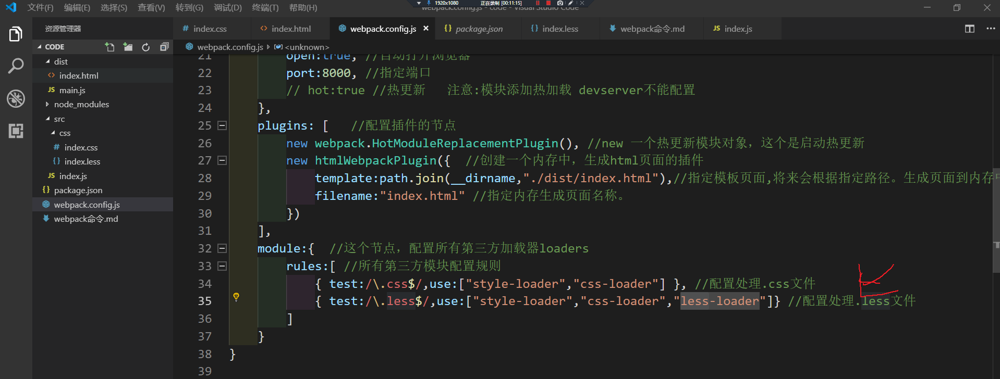 1920x1080 正在录制 [00:11:15]
文件(F) 编辑(E) 选择(S) 查看(V) 转到(G) 调试(D) 终端(T) 帮助(H) webpack.config.js - code - Visual Studio Code
资源管理器
index.css index.html webpack.config.js package.json index.less webpack命令.md index.js
CODE
webpack.config.js <unknown>
dist
index.html
main.js
node_modules
src
css
index.css
index.less
index.js
package.json
webpack.config.js
webpack命令.md
21 open:true, //自动打开浏览器
22 port:8000, //指定端口
23 // hot:true //热更新 注意:模块添加热加载 devserver不能配置
24 },
25 plugins: [ //配置插件的节点
26 new webpack.HotModuleReplacementPlugin(), //new 一个热更新模块对象，这个是启动热更新
27 new htmlWebpackPlugin({ //创建一个内存中，生成html页面的插件
28 template:path.join(__dirname,"./dist/index.html"),//指定模板页面,将来会根据指定路径。生成页面到内存中
29 filename:"index.html" //指定内存生成页面名称。
30 })
31 ],
32 module:{ //这个节点，配置所有第三方加载器loaders
33 rules:[ //所有第三方模块配置规则
34 { test:/\.css$/,use:["style-loader","css-loader"] }, //配置处理.css文件
35 { test:/\.less$/,use:["style-loader","css-loader","less-loader"]} //配置处理.less文件
36 ]
37 }
38 }
39